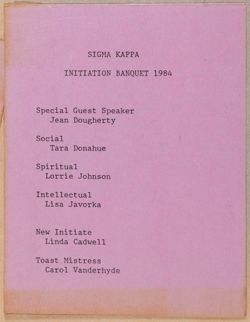 SIGMA KAPPA
INITIATION BANQUET 1984
Special Guest Speaker
Jean Dougherty
Social
Tara Donahue
Spiritual
Lorrie Johnson
Intellectual
Lisa Javorka
New Initiate
Linda Cadwell
Toast Mistress
Carol Vanderhyde